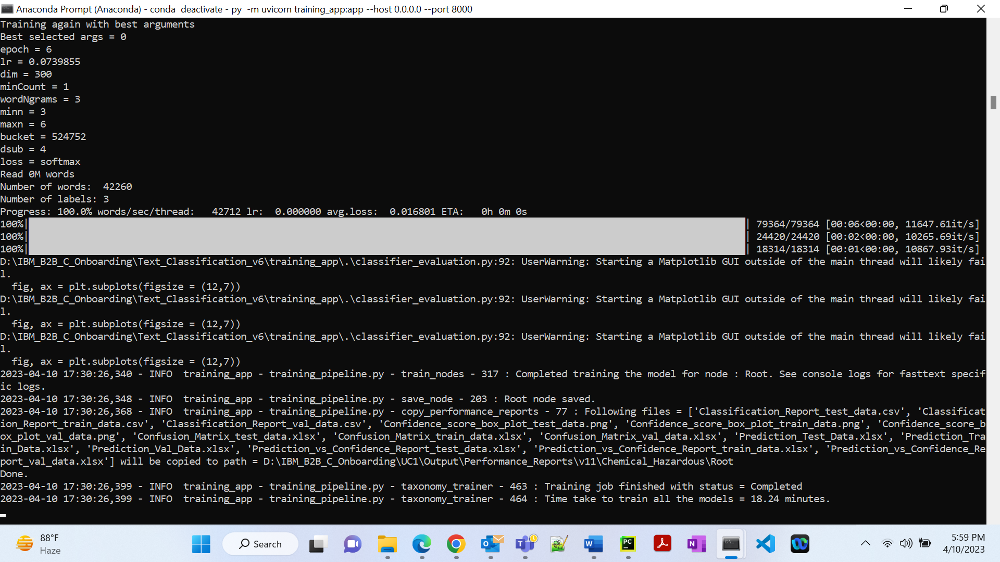 Anaconda Prompt (Anaconda) - conda  deactivate - py  -m uvicorn training_app:app --host 0.0.0.0 --port 8000
Training again with best arguments
Best selected args = 0
epoch = 6
lr = 0.0739855
dim = 300
minCount = 1
wordNgrams = 3
minn = 3
maxn = 6
bucket = 524752
dsub = 4
loss = softmax
Read 0M words
Number of words:  42260
Number of labels: 3
Progress: 100.0% words/sec/thread:   42712 lr:  0.000000 avg.loss:  0.016801 ETA:   0h 0m 0s
100%| | 79364/79364 [00:06<00:00, 11647.61it/s]
100%| | 24420/24420 [00:02<00:00, 10265.69it/s]
100%| | 18314/18314 [00:01<00:00, 10867.93it/s]
D:\IBM_B2B_C_Onboarding\Text_Classification_v6\training_app\.\classifier_evaluation.py:92: UserWarning: Starting a Matplotlib GUI outside of the main thread will likely fai
l.
  fig, ax = plt.subplots(figsize = (12,7))
D:\IBM_B2B_C_Onboarding\Text_Classification_v6\training_app\.\classifier_evaluation.py:92: UserWarning: Starting a Matplotlib GUI outside of the main thread will likely fai
l.
  fig, ax = plt.subplots(figsize = (12,7))
D:\IBM_B2B_C_Onboarding\Text_Classification_v6\training_app\.\classifier_evaluation.py:92: UserWarning: Starting a Matplotlib GUI outside of the main thread will likely fai
l.
  fig, ax = plt.subplots(figsize = (12,7))
2023-04-10 17:30:26,340 - INFO  training_app - training_pipeline.py - train_nodes - 317 : Completed training the model for node : Root. See console logs for fasttext specif
ic logs.
2023-04-10 17:30:26,348 - INFO  training_app - training_pipeline.py - save_node - 203 : Root node saved.
2023-04-10 17:30:26,368 - INFO  training_app - training_pipeline.py - copy_performance_reports - 77 : Following files = ['Classification_Report_test_data.csv', 'Classificat
ion_Report_train_data.csv', 'Classification_Report_val_data.csv', 'Confidence_score_box_plot_test_data.png', 'Confidence_score_box_plot_train_data.png', 'Confidence_score_b
ox_plot_val_data.png', 'Confusion_Matrix_test_data.xlsx', 'Confusion_Matrix_train_data.xlsx', 'Confusion_Matrix_val_data.xlsx', 'Prediction_Test_Data.xlsx', 'Prediction_Tra
in_Data.xlsx', 'Prediction_Val_Data.xlsx', 'Prediction_vs_Confidence_Report_test_data.xlsx', 'Prediction_vs_Confidence_Report_train_data.xlsx', 'Prediction_vs_Confidence_Re
port_val_data.xlsx'] will be copied to path = D:\IBM_B2B_C_Onboarding\UC1\Output\Performance_Reports\v11\Chemical_Hazardous\Root
Done.
2023-04-10 17:30:26,399 - INFO  training_app - training_pipeline.py - taxonomy_trainer - 463 : Training job finished with status = Completed
2023-04-10 17:30:26,399 - INFO  training_app - training_pipeline.py - taxonomy_trainer - 464 : Time take to train all the models = 18.24 minutes.
88°F
Haze
Search
5:59 PM
4/10/2023